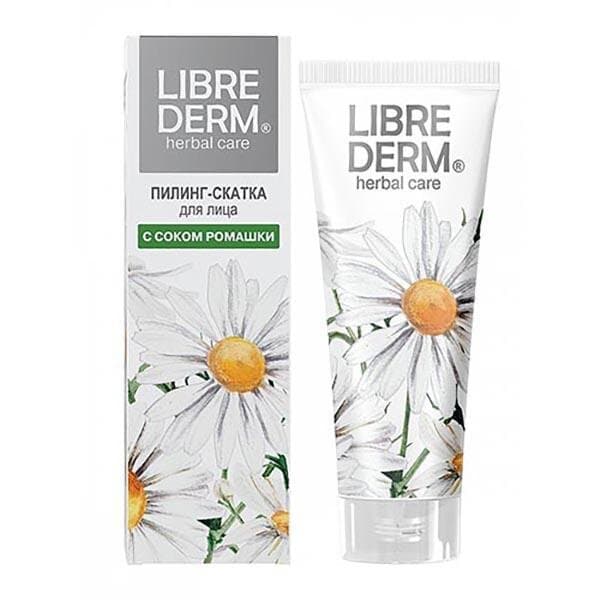 LIBRE
DERM®
herbal care
ПИЛИНГ-СКАТКА
для лица
С СОКОМ РОМАШКИ
LIBRE
DERM®
herbal care